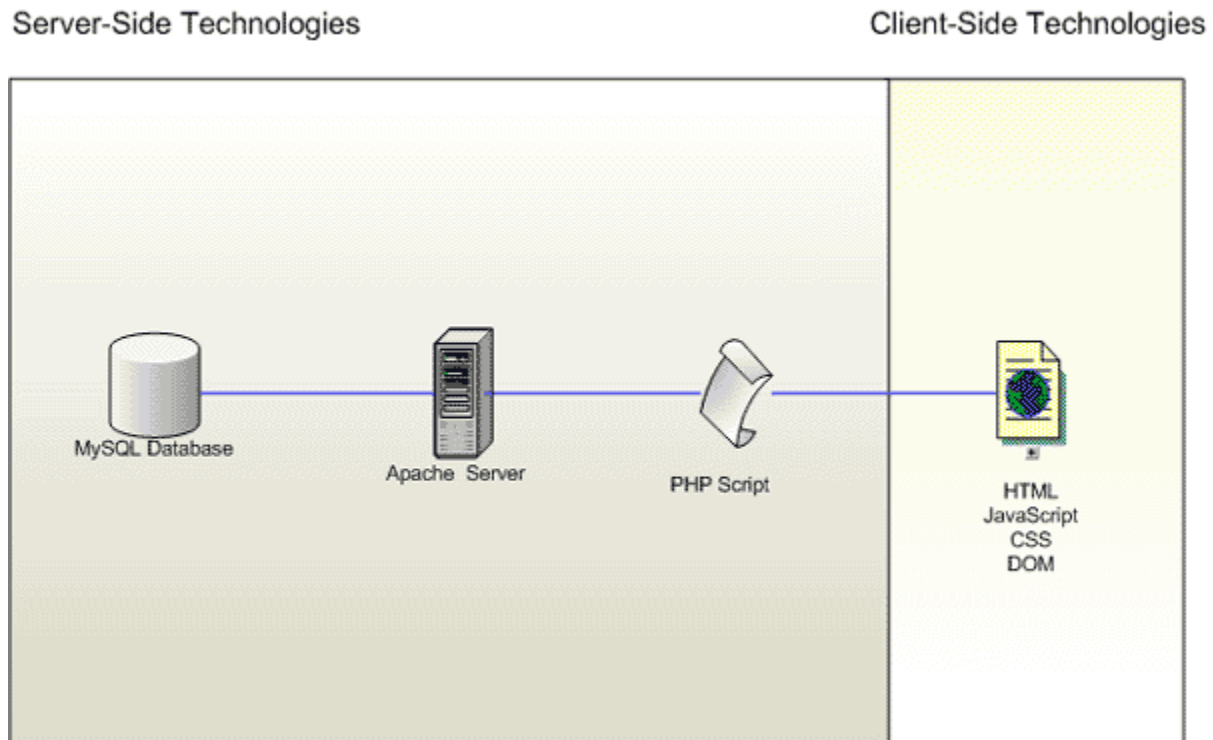 Server-Side Technologies
Client-Side Technologies
MySQL Database
Apache Server
PHP Script
HTML
JavaScript
CSS
DOM